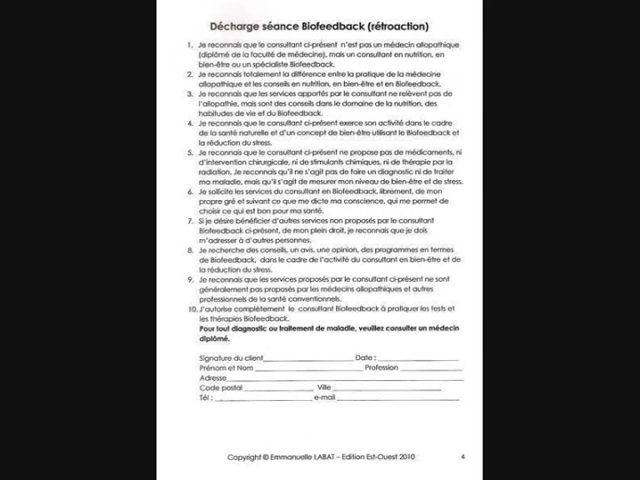 Décharge séance Biofeedback (rétroaction)
1. Je reconnais que le consultant ci-présent n'est pas un médecin allopathique
(diplômé de la faculté de médecine), mais un consultant en nutrition, en
bien-être ou un spécialiste Biofeedback.
2. Je reconnais totalement la différence entre la pratique de la médecine
allopathique et les conseils en nutrition, en bien-être et en Biofeedback.
3. Je reconnais que les services apportés par le consultant ne relèvent pas de
l'allopathie, mais sont des conseils dans le domaine de la nutrition, des
habitudes de vie et du Biofeedback.
4. Je reconnais que le consultant ci-présent exerce son activité dans le cadre
de la santé naturelle et d'un concept de bien-être utilisant le Biofeedback et
la réduction du stress.
5. Je reconnais que le consultant ci-présent ne propose pas de médicaments, ni
d'intervention chirurgicale, ni de stimulants chimiques, ni de thérapie par la
radiation. Je reconnais qu'il ne s'agit pas de faire un diagnostic ni de traiter
ma maladie, mais qu'il s'agit de mesurer mon niveau de bien-être et de stress.
6. Je sollicite les services du consultant en Biofeedback, librement, de mon
propre gré et suivant ce que me dicte ma conscience, qui me permet de
choisir ce qui est bon pour ma santé.
7. Si je désire bénéficier d'autres services non proposés par le consultant
Biofeedback ci-présent, de mon plein droit, je reconnais que je dois
m'adresser à d'autres personnes.
8. Je recherche des conseils, un avis, une opinion, des programmes en termes
de Biofeedback, dans le cadre de l'activité du consultant en bien-être et de
la réduction du stress.
9. Je reconnais que les services proposés par le consultant ci-présent ne sont
généralement pas proposés par les médecins allopathiques et autres
professionnels de la santé conventionnels.
10. J'autorise complètement le consultant Biofeedback à pratiquer les tests et
les thérapies Biofeedback.
Pour tout diagnostic ou traitement de maladie, veuillez consulter un médecin
diplômé.
Signature du client Date :
Prénom et Nom Profession :
Adresse
Code postal Ville
Tél : e-mail
Copyright © Emmanuelle LABAT – Edition Est-Ouest 2010 4